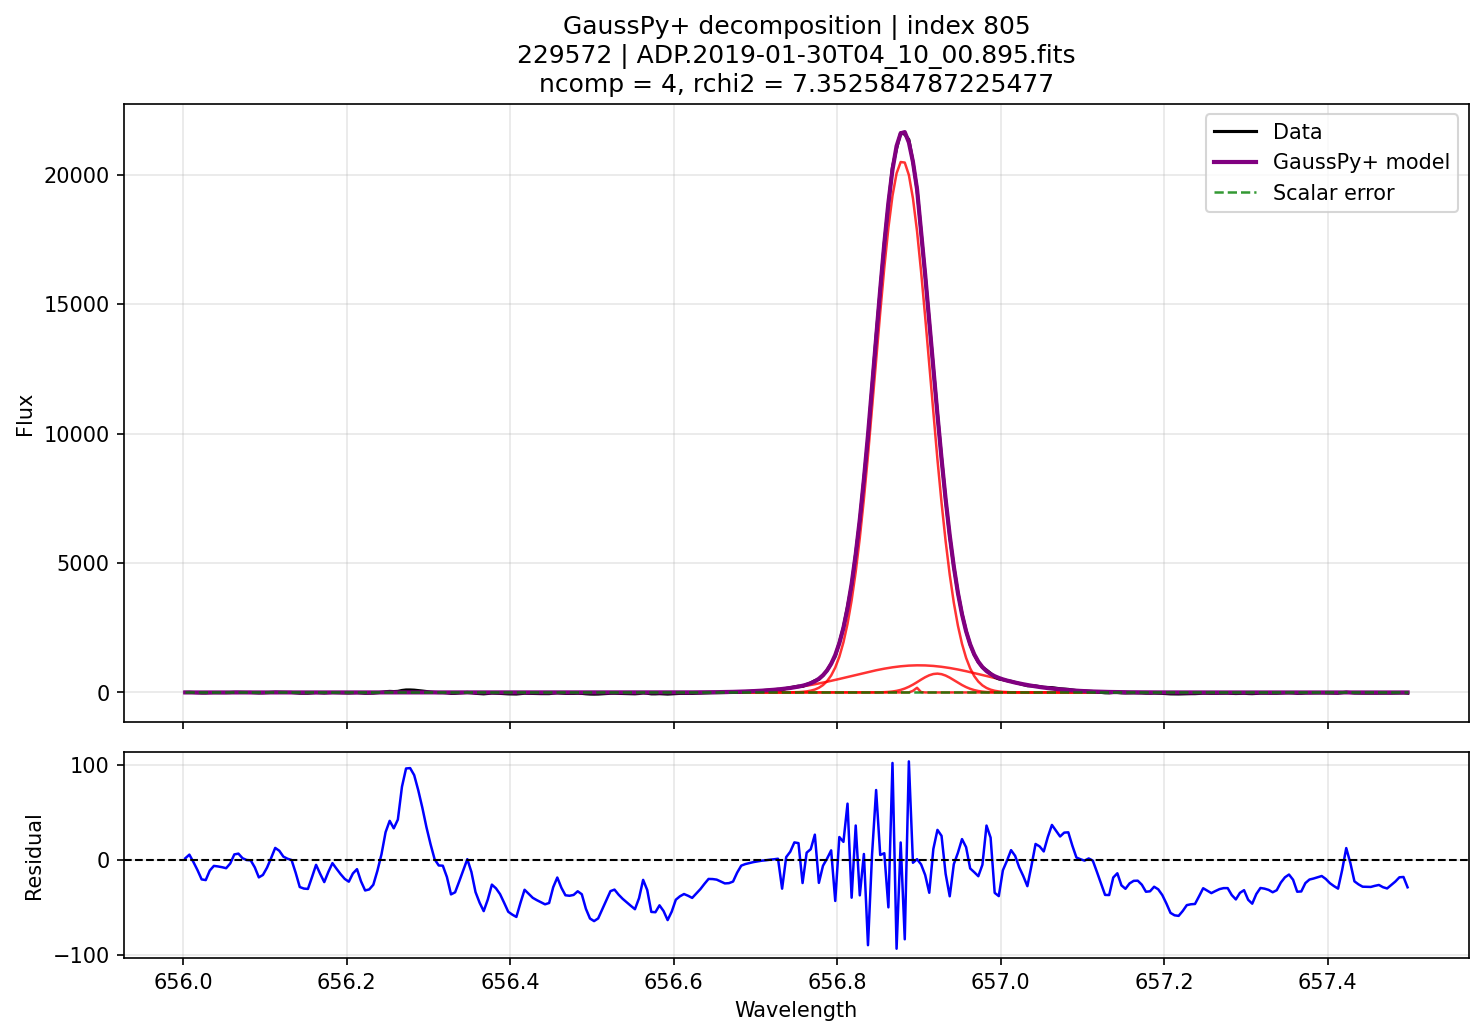 GaussPy+ decomposition | index 805
229572 | ADP.2019-01-30T04_10_00.895.fits
ncomp = 4, rchi2 = 7.352584787225477
Data
GaussPy+ model
Scalar error
Flux
20000
15000
10000
5000
0
Residual
100
0
−100
656.0 656.2 656.4 656.6 656.8 657.0 657.2 657.4
Wavelength